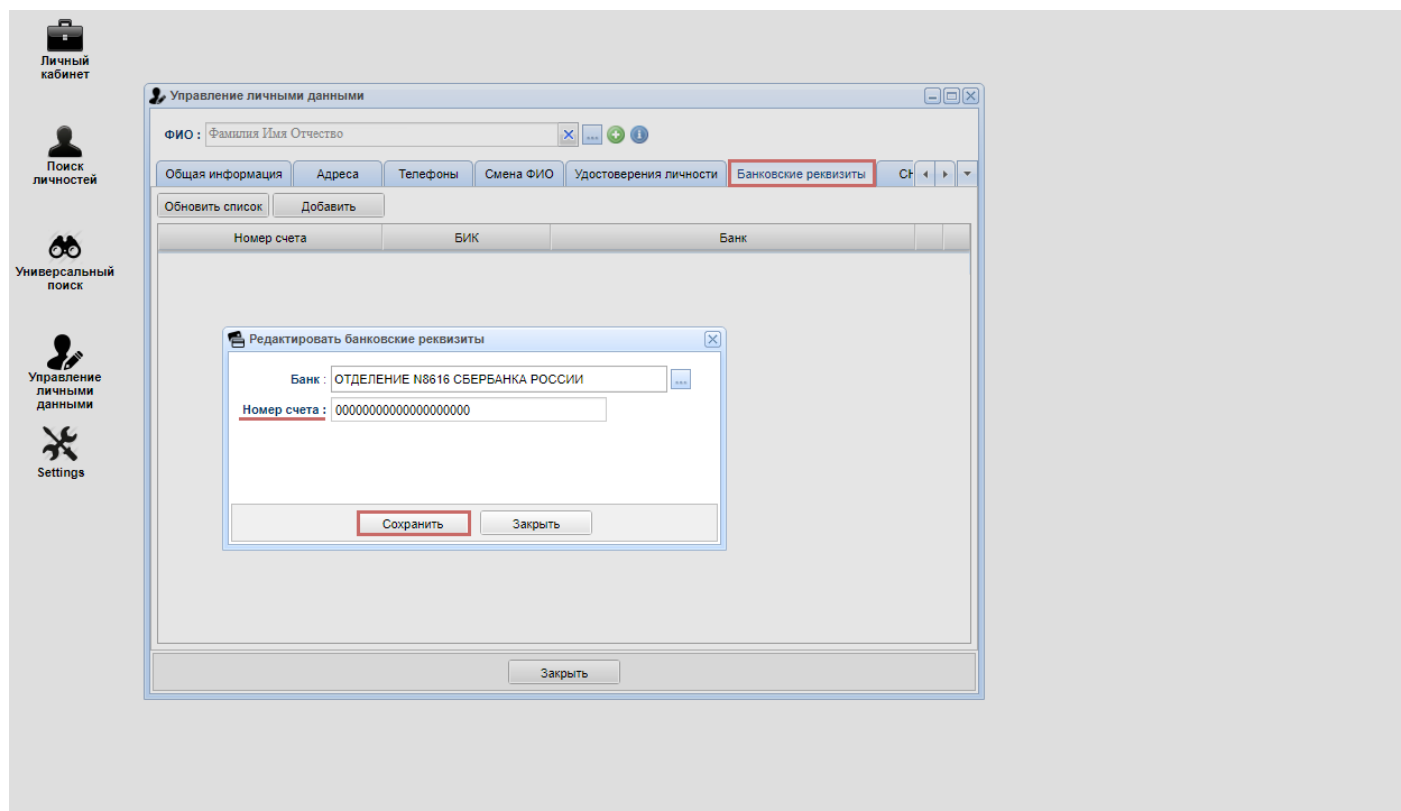 Личный
кабинет
Поиск
личностей
Универсальный
поиск
Управление
личными
данными
Settings
Управление личными данными
ФИО : Фамилия Имя Отчество
Общая информация Адреса Телефоны Смена ФИО Удостоверения личности Банковские реквизиты
Обновить список Добавить
Номер счета БИК Банк
Редактировать банковские реквизиты
Банк : ОТДЕЛЕНИЕ N8616 СБЕРБАНКА РОССИИ ...
Номер счета : 00000000000000000000
Сохранить Закрыть
Закрыть